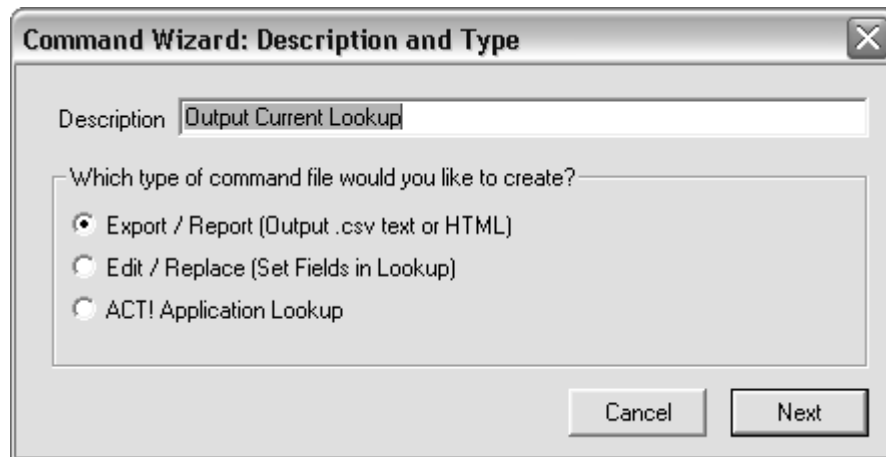 Command Wizard: Description and Type
Description Output Current Lookup
Which type of command file would you like to create?
Export / Report (Output .csv text or HTML)
Edit / Replace (Set Fields in Lookup)
ACT! Application Lookup
Cancel Next